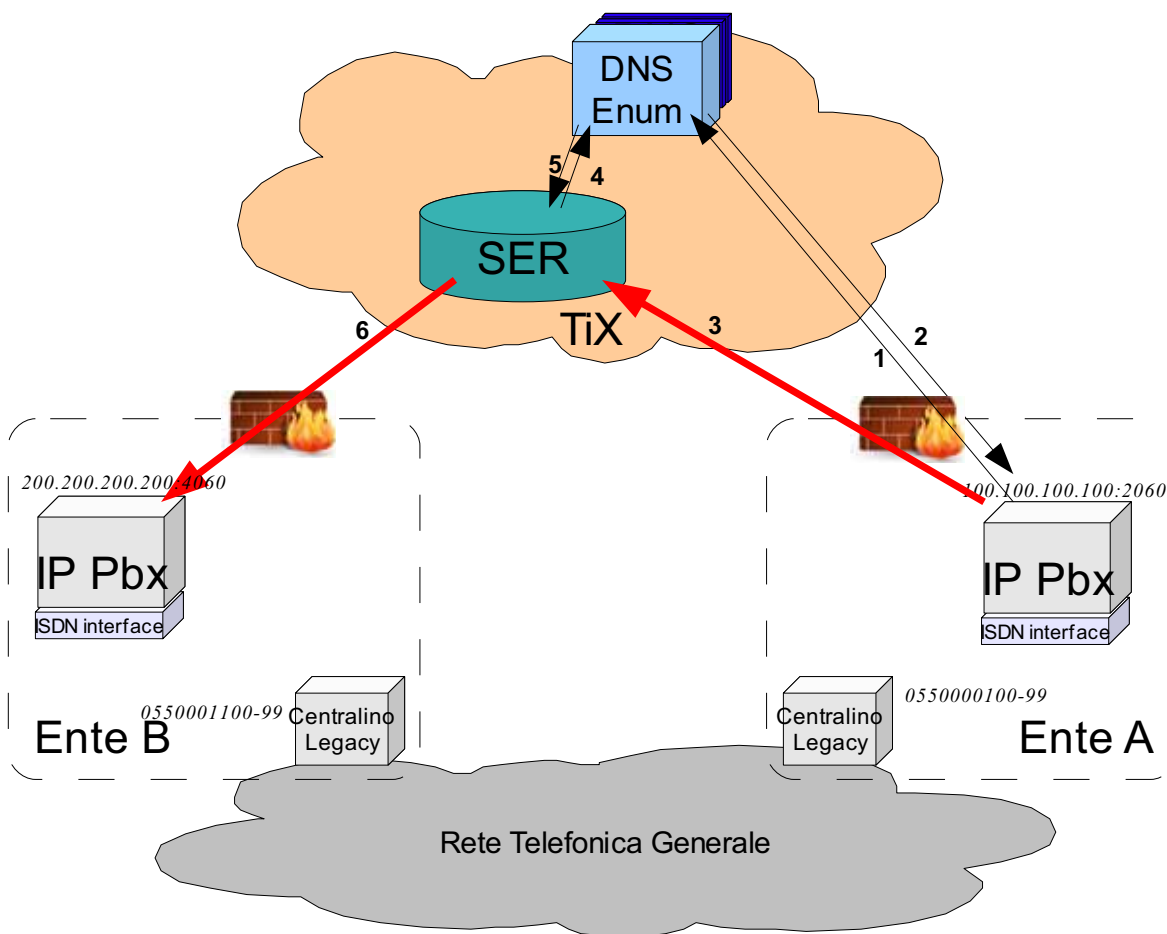 DNS
Enum
5
4
SER
TiX
6
3
2
1
200.200.200.200:4060
100.100.100.100:2060
IP Pbx
ISDN interface
IP Pbx
ISDN interface
0550001100-99
Centralino
Legacy
Ente B
Centralino
Legacy
0550000100-99
Ente A
Rete Telefonica Generale